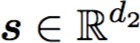 s ∈ ℝ^{d_2}